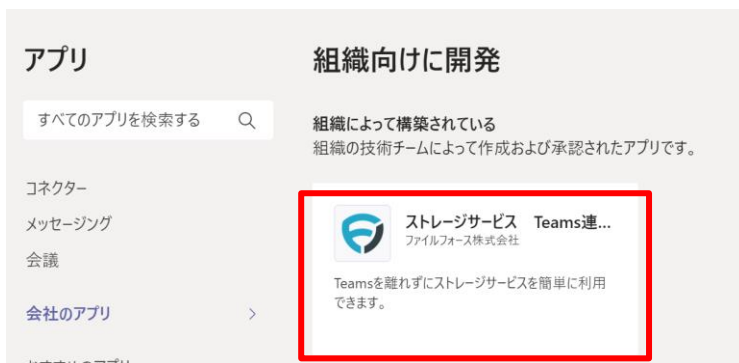 アプリ
すべてのアプリを検索する
コネクター
メッセージング
会議
会社のアプリ
組織向けに開発
組織によって構築されている
組織の技術チームによって作成および承認されたアプリです。
ストレージサービス　Teams連...
ファイルフォース株式会社
Teamsを離れずにストレージサービスを簡単に利用
できます。